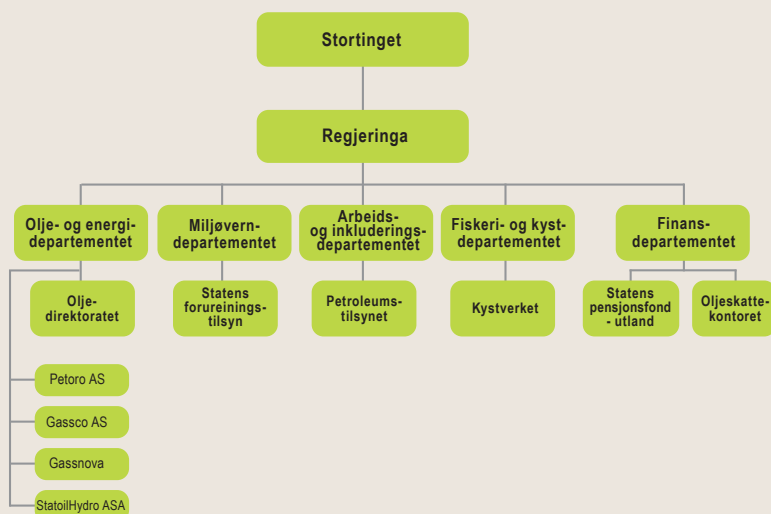 Stortinget
Regjeringa
Olje- og energi-
departementet
Miljøvern-
departementet
Arbeids-
og inkluderings-
departementet
Fiskeri- og kyst-
departementet
Finans-
departementet
Olje-
direktoratet
Statens
forureinings-
tilsyn
Petroleums-
tilsynet
Kystverket
Statens
pensjonsfond
- utland
Oljeskatte-
kontoret
Petoro AS
Gassco AS
Gassnova
StatoilHydro ASA